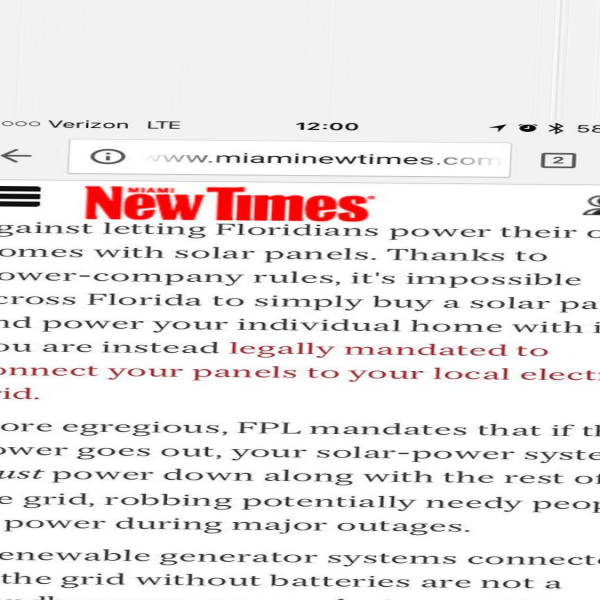 Verizon LTE 12:00 58
www.miaminewtimes.com 2
MIAMI
New Times
gainst letting Floridians power their o
omes with solar panels. Thanks to
ower-company rules, it's impossible
cross Florida to simply buy a solar pa
nd power your individual home with i
ou are instead legally mandated to
onnect your panels to your local elect
rid.
ore egregious, FPL mandates that if th
ower goes out, your solar-power syste
ust power down along with the rest of
e grid, robbing potentially needy peop
power during major outages.
enewable generator systems connect
the grid without batteries are not a